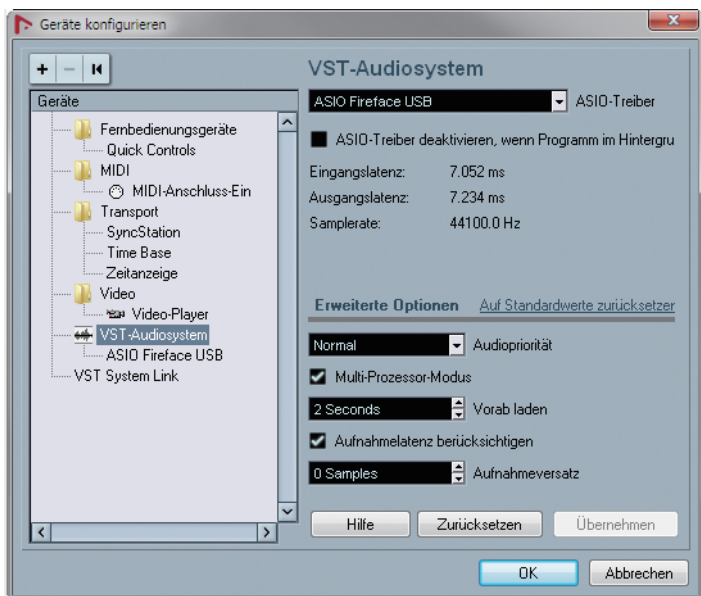 Geräte konfigurieren
Geräte
Fernbedienungsgeräte
Quick Controls
MIDI
MIDI-Anschluss-Ein
Transport
SyncStation
Time Base
Zeitanzeige
Video
Video-Player
VST-Audiosystem
ASIO Fireface USB
VST System Link
VST-Audiosystem
ASIO Fireface USB ASIO-Treiber
ASIO-Treiber deaktivieren, wenn Programm im Hintergru
Eingangslatenz: 7.052 ms
Ausgangslatenz: 7.234 ms
Samplerate: 44100.0 Hz
Erweiterte Optionen Auf Standardwerte zurücksetzer
Normal Audiopriorität
Multi-Prozessor-Modus
2 Seconds Vorab laden
Aufnahmelatenz berücksichtigen
0 Samples Aufnahmeversatz
Hilfe Zurücksetzen Übernehmen
OK Abbrechen